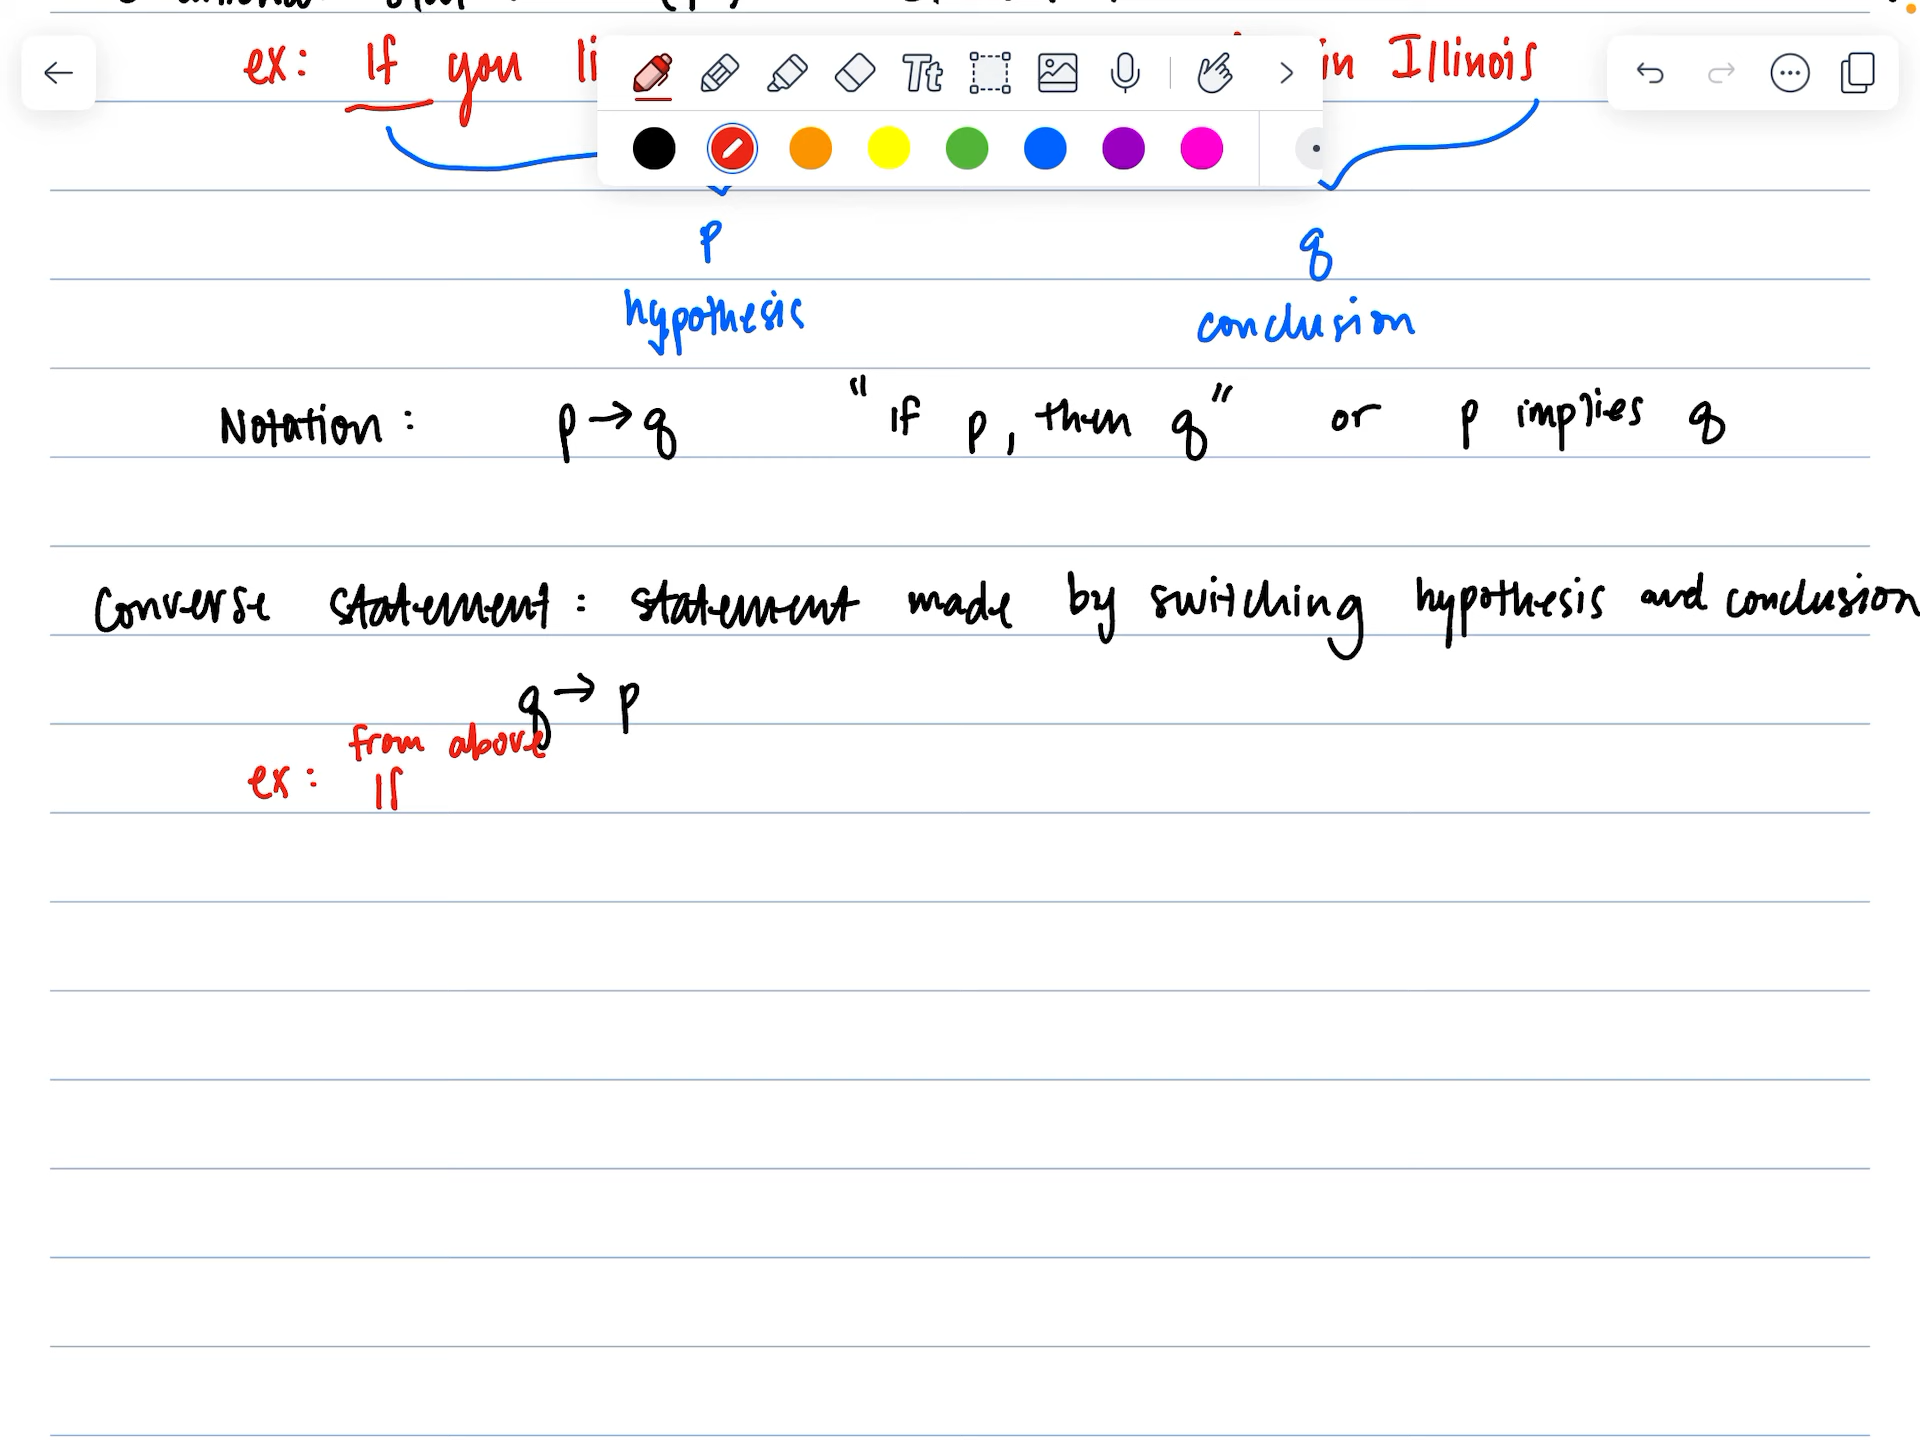 ex: If you li in Illinois
Tt
p q
hypothesis conclusion
Notation: p → q "if p, then q" or p implies q
Converse statement: statement made by switching hypothesis and conclusion
q → p
from above
ex: If